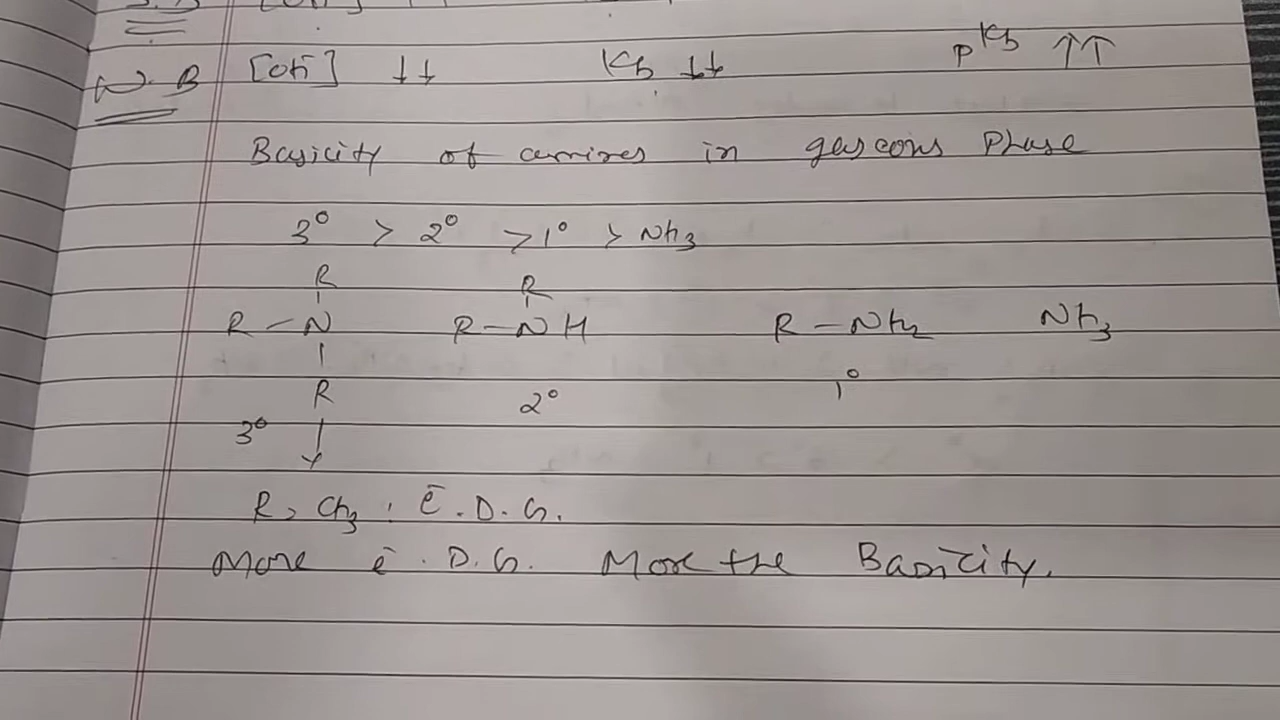 W.B [OH⁻] ↓↓ Kb ↓↓ pKb ↑↑
Basicity of amines in gaseous Phase
3° > 2° > 1° > NH3
R R
R - N R - NH R - NH2 NH3
R 2° 1°
3°
R, CH3 : e̅.D.G.
More e̅.D.G. More the Basicity.